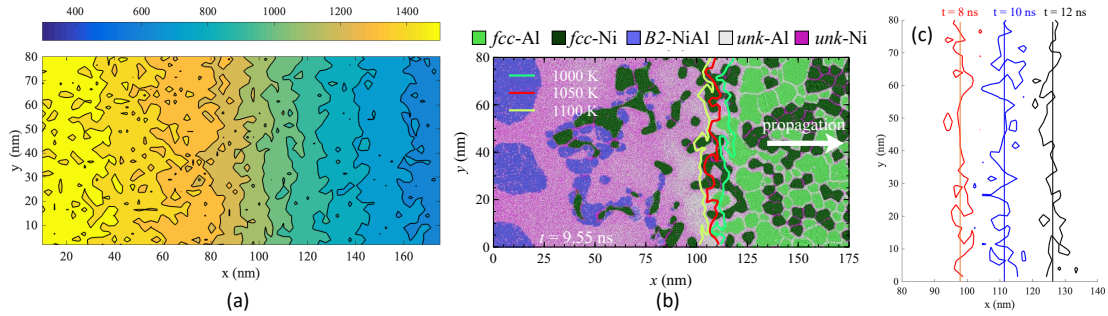 400 600 800 1000 1200 1400
80
70
60
50
40
30
20
10
y (nm)
20 40 60 80 100 120 140 160
x (nm)
(a)
fcc-Al fcc-Ni B2-NiAl unk-Al unk-Ni
80
60
40
20
0
y (nm)
1000 K
1050 K
1100 K
propagation
t = 9.55 ns
0 25 50 75 100 125 150 175
x (nm)
(b)
(c)
t = 8 ns t = 10 ns t = 12 ns
80
70
60
50
40
30
20
10
0
y (nm)
80 90 100 110 120 130 140
x (nm)